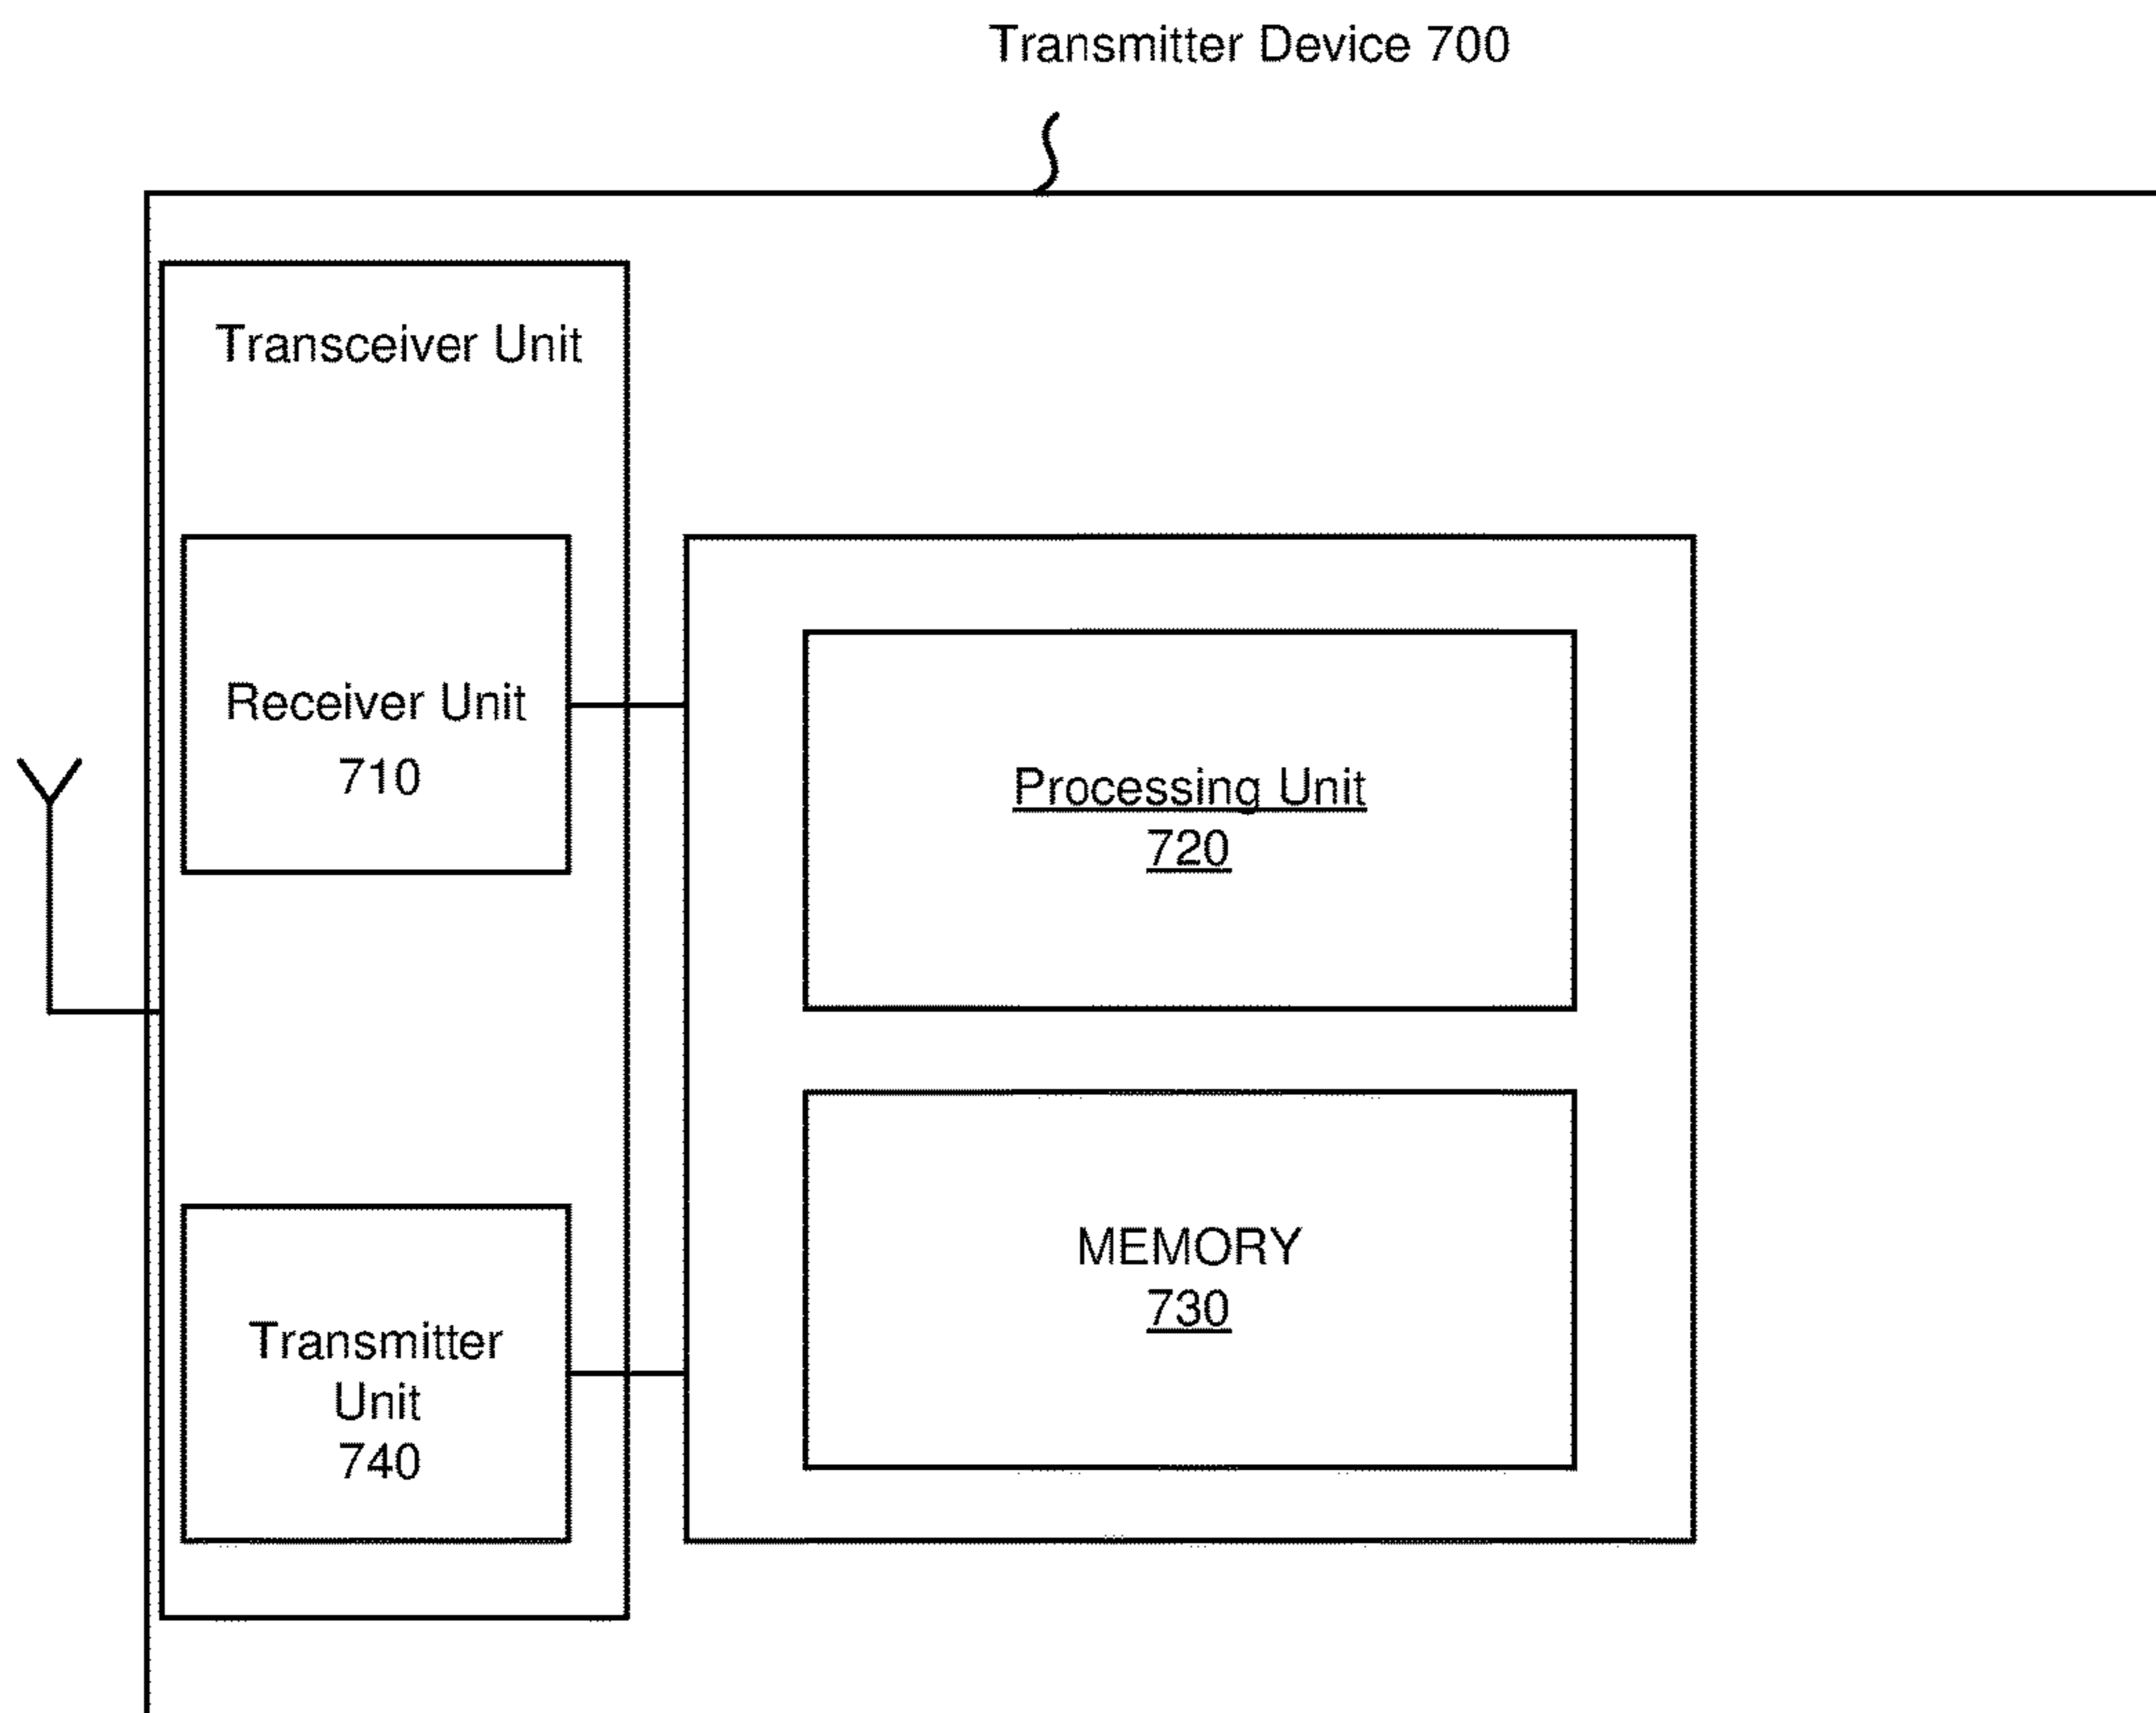 Transmitter Device 700
Transceiver Unit
Receiver Unit
710
Processing Unit
720
MEMORY
730
Transmitter
Unit
740